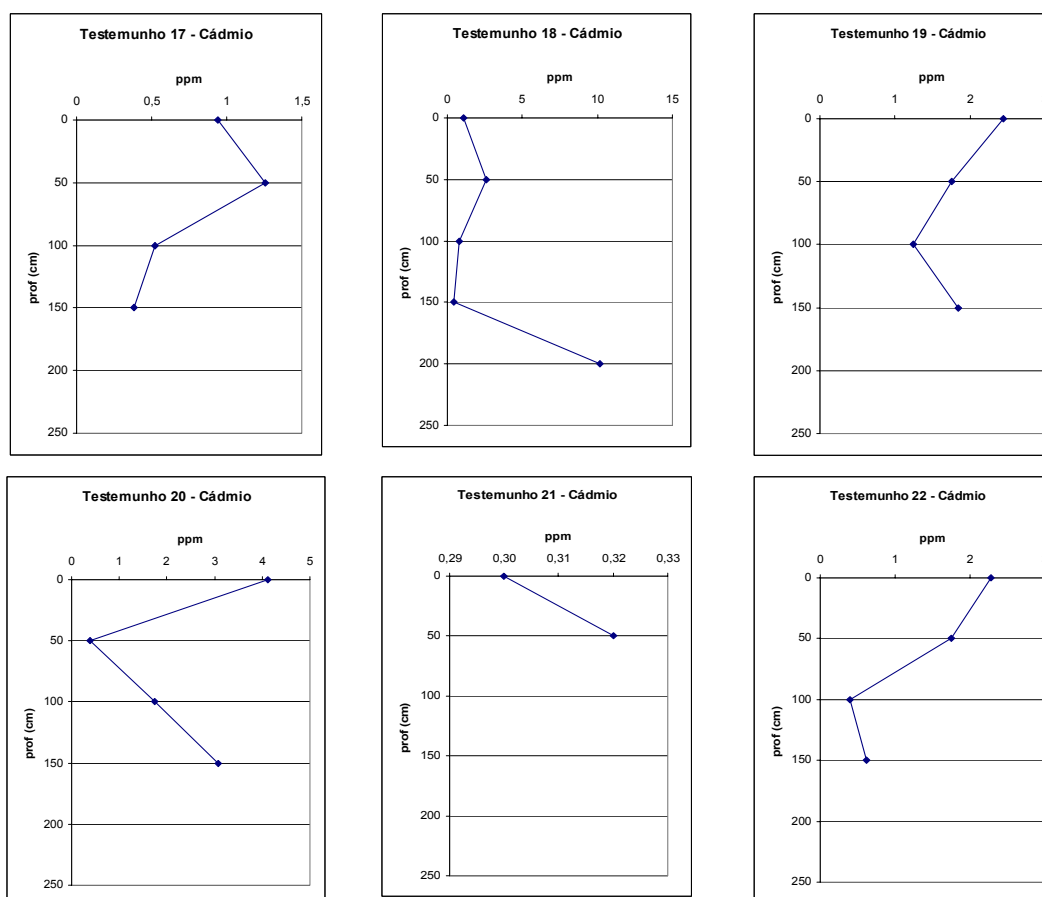 Testemunho 17 - Cádmio
ppm
0 0,5 1 1,5
0
50
100
150
200
250
prof (cm)
Testemunho 18 - Cádmio
ppm
0 5 10 15
0
50
100
150
200
250
prof (cm)
Testemunho 19 - Cádmio
ppm
0 1 2
0
50
100
150
200
250
prof (cm)
Testemunho 20 - Cádmio
ppm
0 1 2 3 4 5
0
50
100
150
200
250
prof (cm)
Testemunho 21 - Cádmio
ppm
0,29 0,30 0,31 0,32 0,33
0
50
100
150
200
250
prof (cm)
Testemunho 22 - Cádmio
ppm
0 1 2
0
50
100
150
200
250
prof (cm)